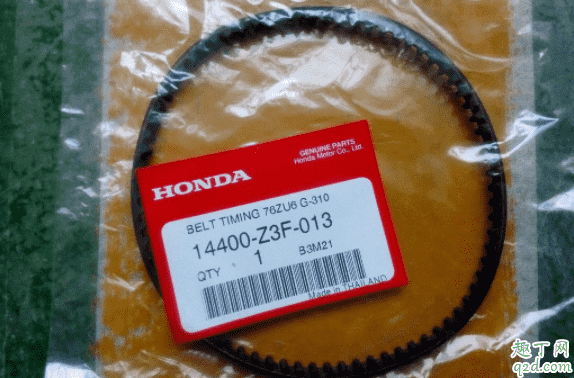 GENUINE PARTS
Honda Motor Co., Ltd.
HONDA
BELT TIMING 76ZU6 G-310
14400-Z3F-013
QTY 1 B3M21
Made in THAILAND
趣丁网
q2d.com